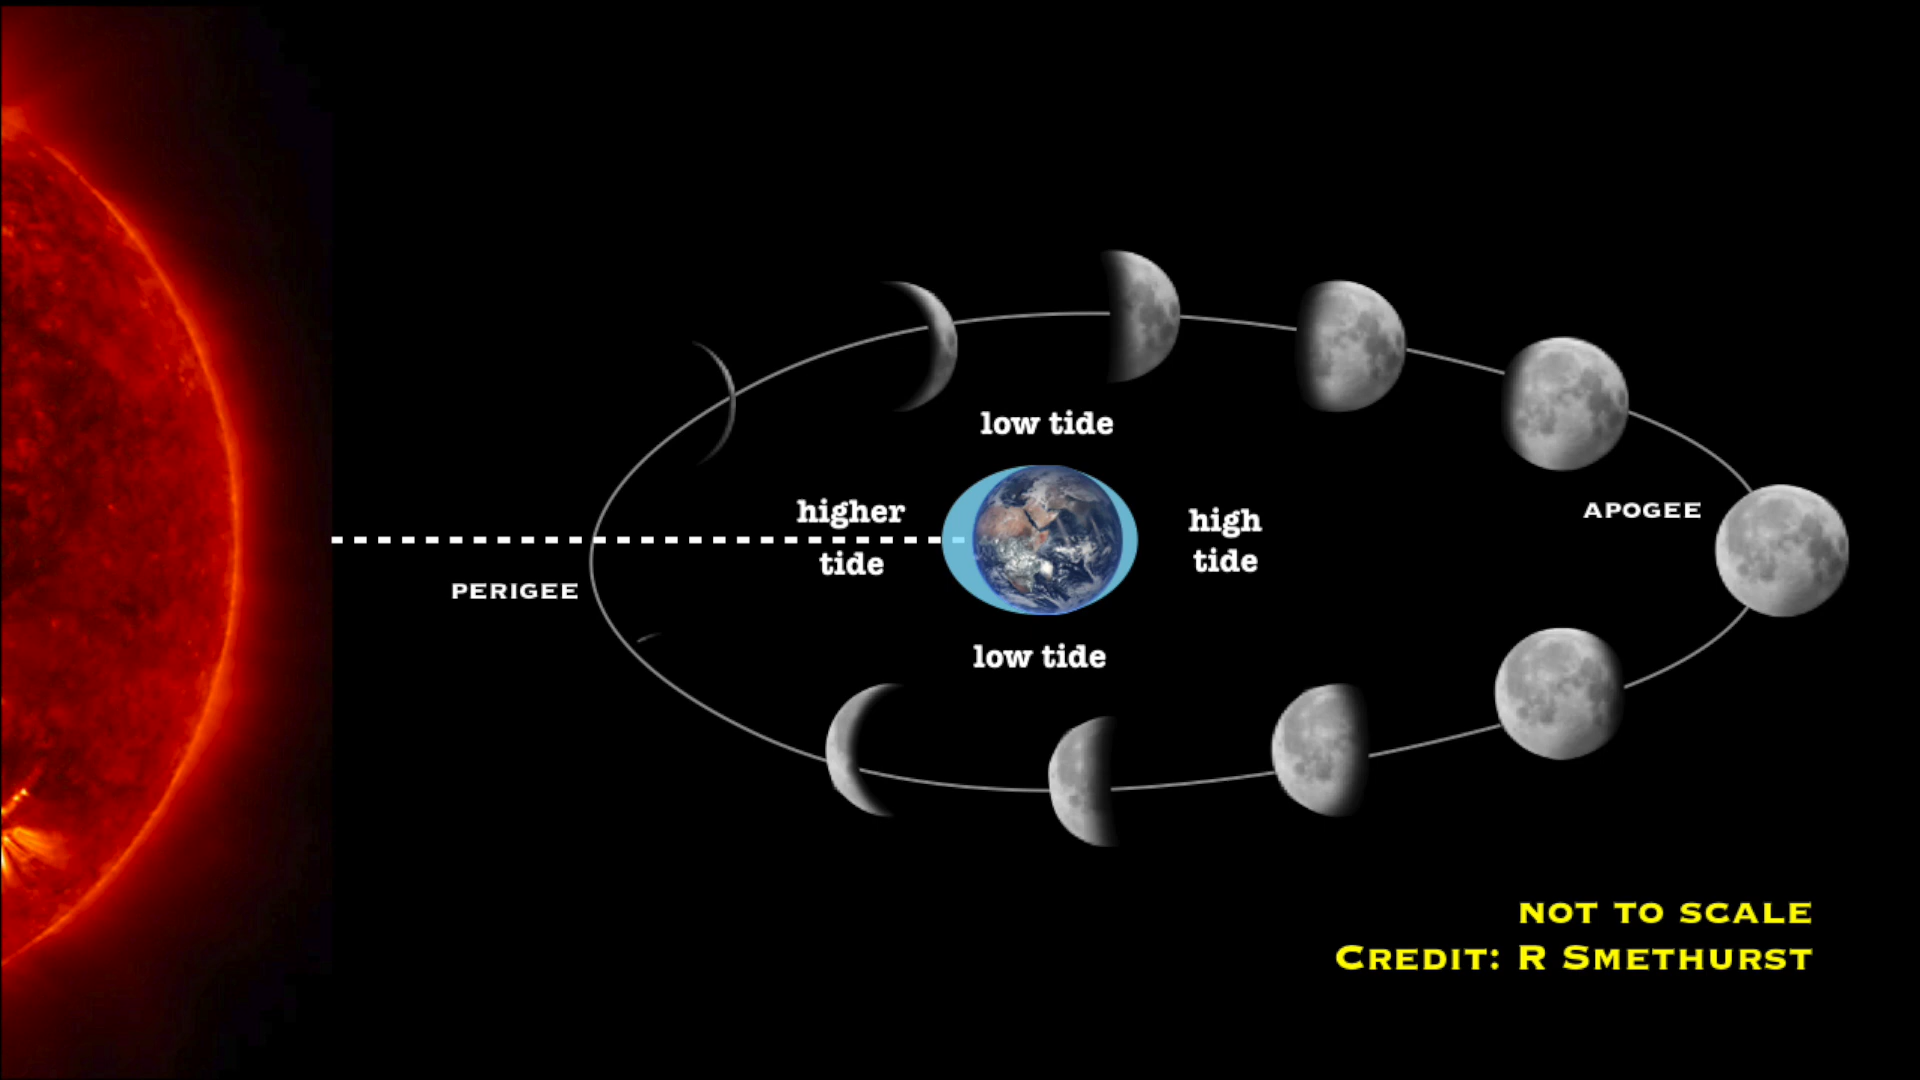 low tide
higher
tide
high
tide
APOGEE
PERIGEE
low tide
NOT TO SCALE
CREDIT: R SMETHURST